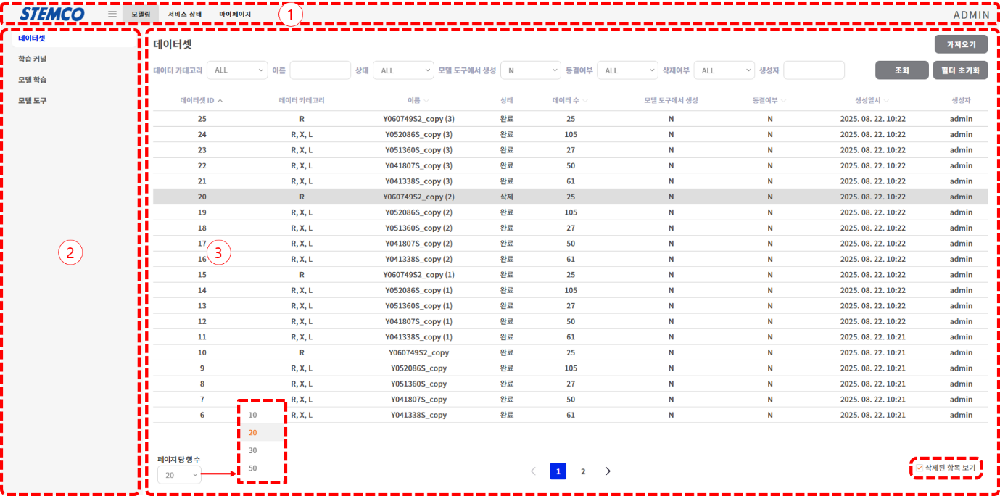 STEMCO 모델링 서비스 상태 마이페이지 1 ADMIN
데이터셋
학습 커널
모델 학습
모델 도구
2
데이터셋 가져오기
데이터 카테고리 ALL 이름 상태 ALL 모델 도구에서 생성 N 동결여부 ALL 삭제여부 ALL 생성자 조회 필터 초기화
데이터셋 ID 데이터 카테고리 이름 상태 데이터 수 모델 도구에서 생성 동결여부 생성일시 생성자
25 R Y060749S2_copy (3) 완료 25 N N 2025. 08. 22. 10:22 admin
24 R, X, L Y052086S_copy (3) 완료 105 N N 2025. 08. 22. 10:22 admin
23 R, X, L Y051360S_copy (3) 완료 27 N N 2025. 08. 22. 10:22 admin
22 R, X, L Y041807S_copy (3) 완료 50 N N 2025. 08. 22. 10:22 admin
21 R, X, L Y041338S_copy (3) 완료 61 N N 2025. 08. 22. 10:22 admin
20 R Y060749S2_copy (2) 삭제 25 N N 2025. 08. 22. 10:22 admin
19 R, X, L Y052086S_copy (2) 완료 105 N N 2025. 08. 22. 10:22 admin
18 R, X, L Y051360S_copy (2) 완료 27 N N 2025. 08. 22. 10:22 admin
17 R, X, L Y041807S_copy (2) 완료 50 N N 2025. 08. 22. 10:22 admin
3
16 R, X, L Y041338S_copy (2) 완료 61 N N 2025. 08. 22. 10:22 admin
15 R Y060749S2_copy (1) 완료 25 N N 2025. 08. 22. 10:22 admin
14 R, X, L Y052086S_copy (1) 완료 105 N N 2025. 08. 22. 10:22 admin
13 R, X, L Y051360S_copy (1) 완료 27 N N 2025. 08. 22. 10:22 admin
12 R, X, L Y041807S_copy (1) 완료 50 N N 2025. 08. 22. 10:22 admin
11 R, X, L Y041338S_copy (1) 완료 61 N N 2025. 08. 22. 10:21 admin
10 R Y060749S2_copy 완료 25 N N 2025. 08. 22. 10:21 admin
9 R, X, L Y052086S_copy 완료 105 N N 2025. 08. 22. 10:21 admin
8 R, X, L Y051360S_copy 완료 27 N N 2025. 08. 22. 10:21 admin
7 R, X, L Y041807S_copy 완료 50 N N 2025. 08. 22. 10:21 admin
6 R, X, L Y041338S_copy 완료 61 N N 2025. 08. 22. 10:21 admin
10
20
30
50
페이지 당 행 수
20
1 2
삭제된 항목 보기